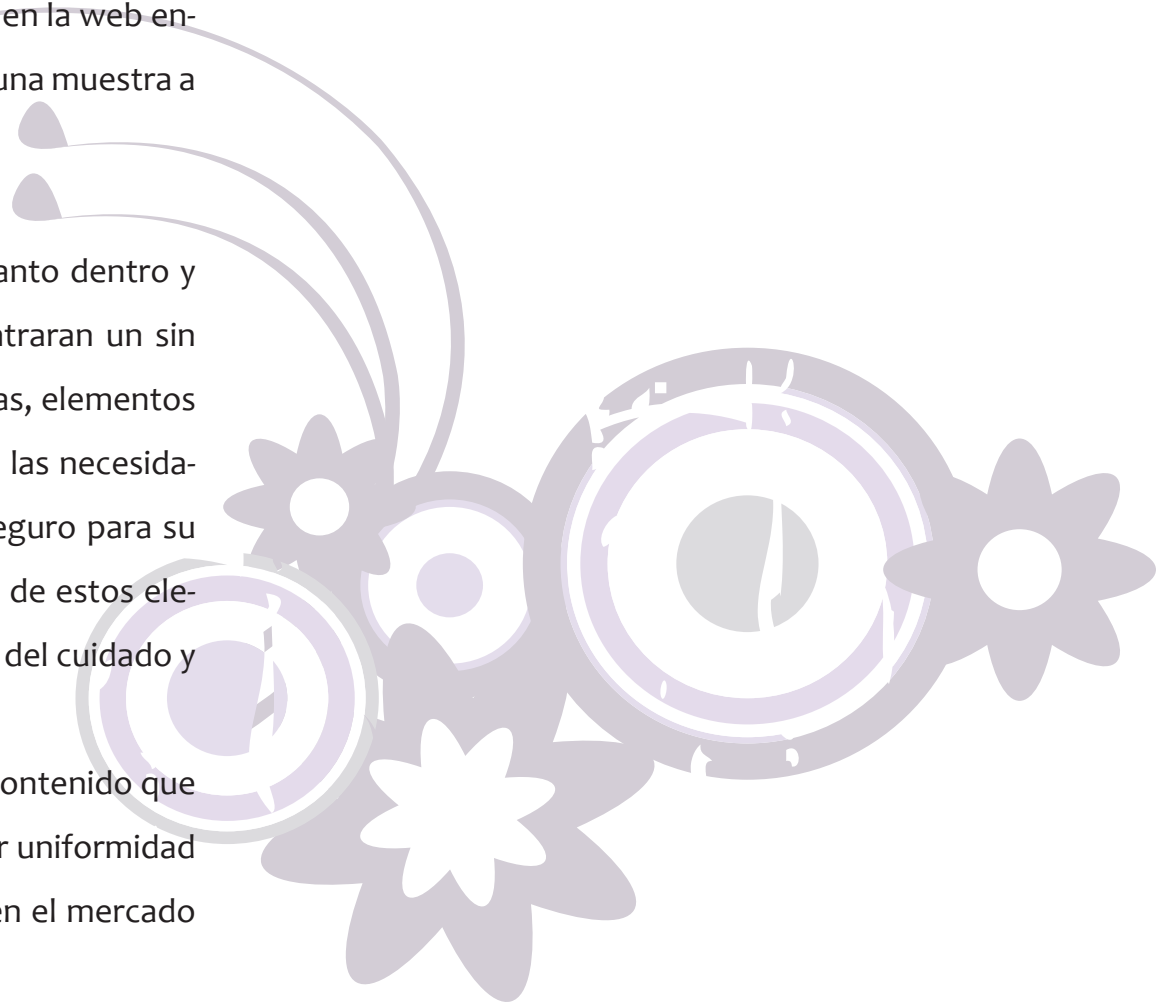 en la web en-
una muestra a
anto dentro y
ntraran un sin
as, elementos
las necesida-
eguro para su
de estos ele-
del cuidado y
ontenido que
r uniformidad
en el mercado